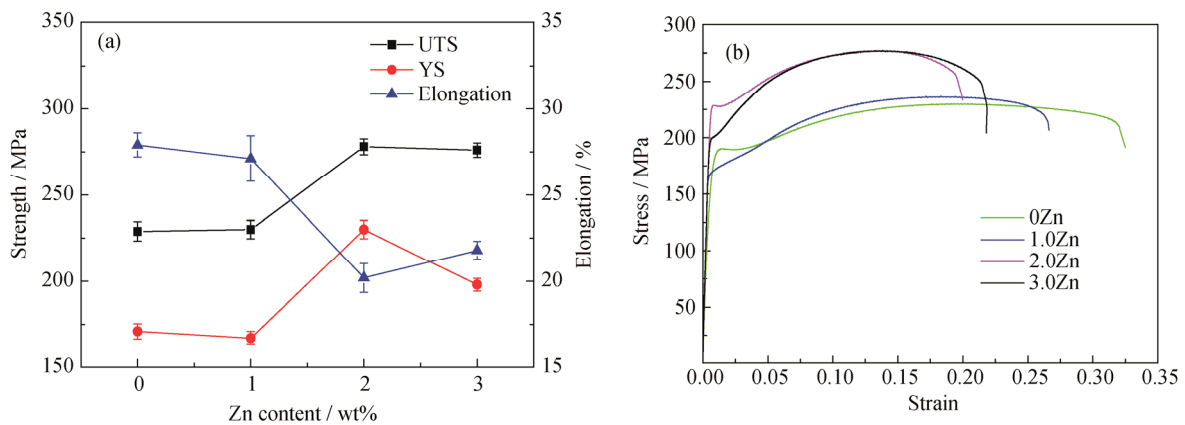 (a)
UTS
YS
Elongation
350
300
250
200
150
Strength / MPa
35
30
25
20
15
Elongation / %
0 1 2 3
Zn content / wt%
(b)
300
250
200
150
100
50
Stress / MPa
0Zn
1.0Zn
2.0Zn
3.0Zn
0.00 0.05 0.10 0.15 0.20 0.25 0.30 0.35
Strain